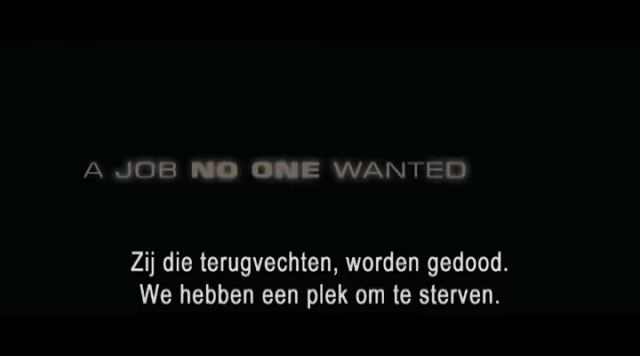 A JOB NO ONE WANTED
Zij die terugvechten, worden gedood.
We hebben een plek om te sterven.